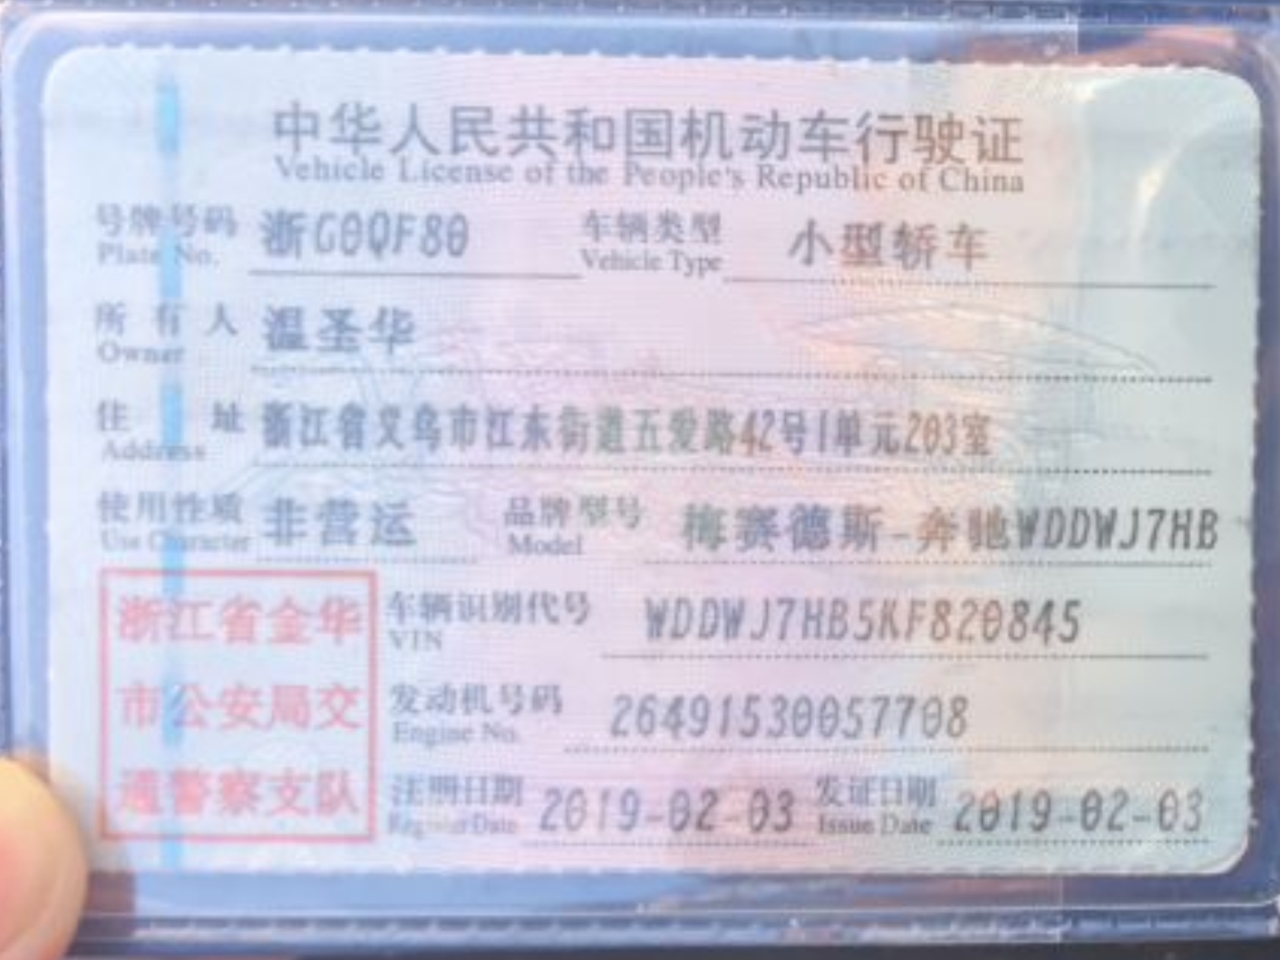 中华人民共和国机动车行驶证
Vehicle License of the People's Republic of China
号牌号码 浙G0QF80 车辆类型 小型轿车
Plate No. Vehicle Type
所有人 温圣华
Owner
住址 浙江省义乌市江东街道五爱路42号1单元203室
Address
使用性质 非营运 品牌型号 梅赛德斯-奔驰WDDWJ7HB
Use Character Model
浙江省金华
市公安局交
通警察支队
车辆识别代号 WDDWJ7HB5KF820845
VIN
发动机号码 26491530057708
Engine No.
注册日期 2019-02-03 发证日期 2019-02-03
Register Date Issue Date